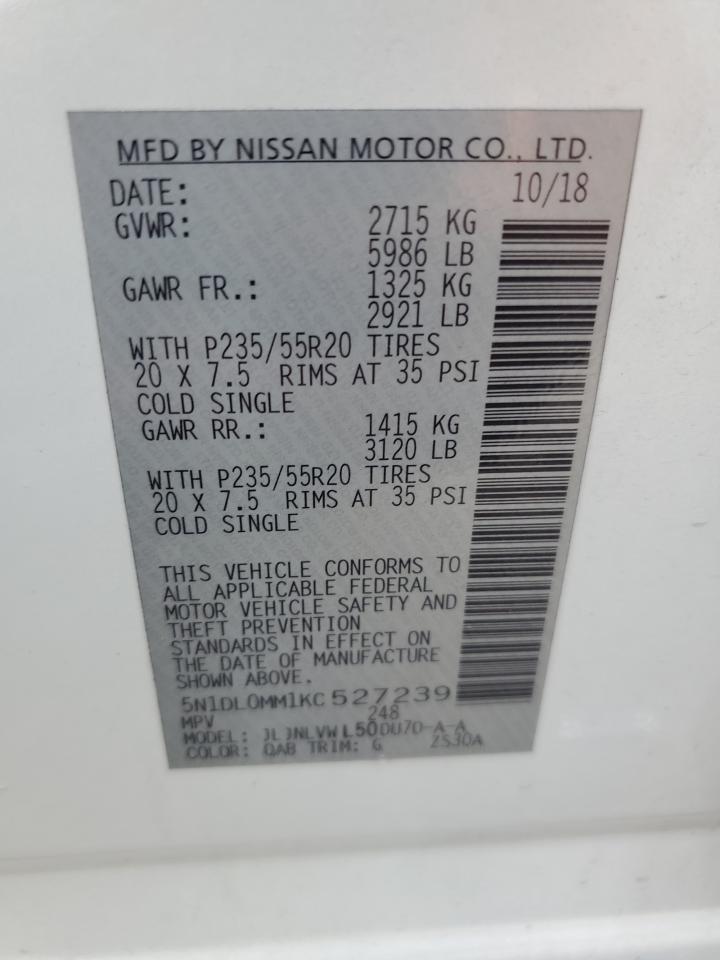 MFD BY NISSAN MOTOR CO., LTD.
DATE: 10/18
GVWR: 2715 KG
5986 LB
GAWR FR.: 1325 KG
2921 LB
WITH P235/55R20 TIRES
20 X 7.5 RIMS AT 35 PSI
COLD SINGLE
GAWR RR.: 1415 KG
3120 LB
WITH P235/55R20 TIRES
20 X 7.5 RIMS AT 35 PSI
COLD SINGLE
THIS VEHICLE CONFORMS TO
ALL APPLICABLE FEDERAL
MOTOR VEHICLE SAFETY AND
THEFT PREVENTION
STANDARDS IN EFFECT ON
THE DATE OF MANUFACTURE
SHOWN ABOVE.
5N1DL0MM1KC527239
MPV 248
MODEL: JLJNLVWL50DU70-A-A
COLOR: QAB TRIM: G 2S30A